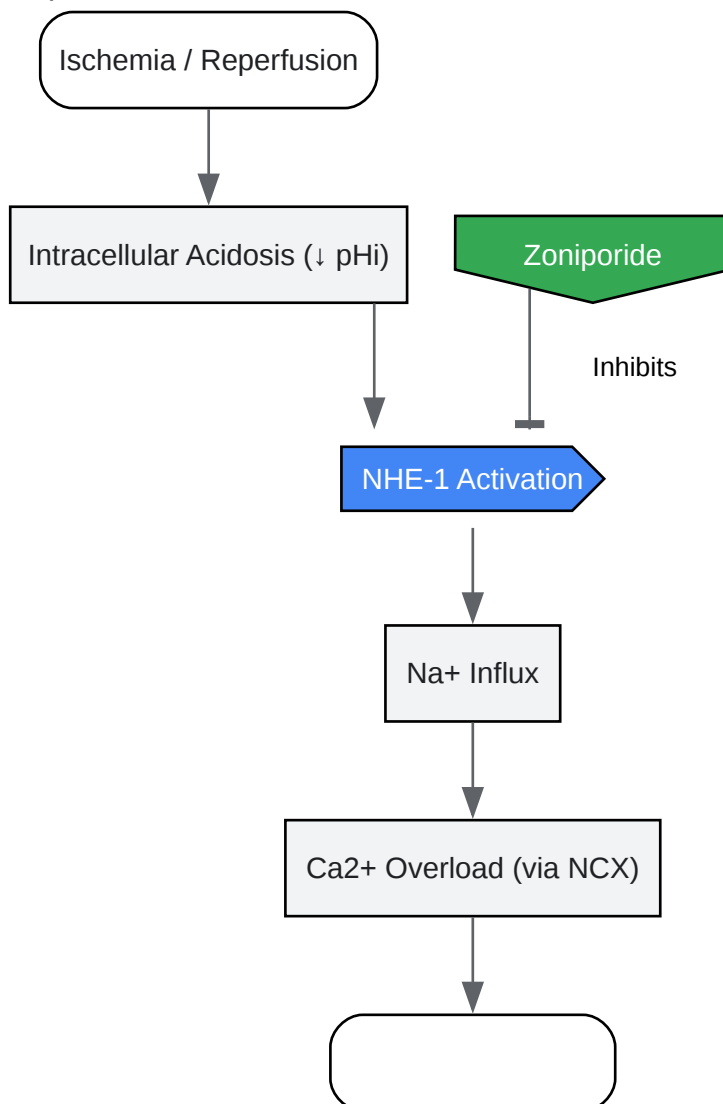 Ischemia / Reperfusion
Intracellular Acidosis (↓ pHi)
Zoniporide
Inhibits
NHE-1 Activation
Na+ Influx
Ca2+ Overload (via NCX)